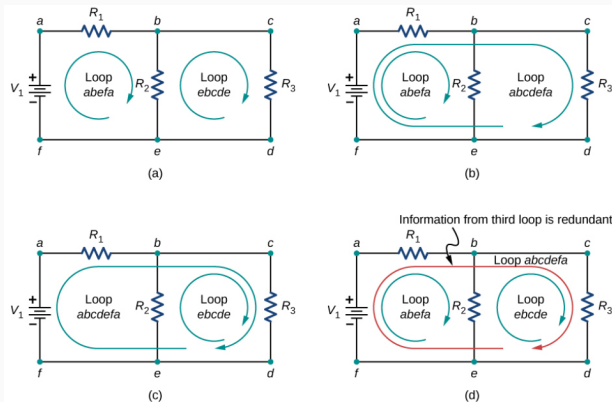 R1
a b c
+
V1
−
Loop
abefa
R2
Loop
ebcde
R3
f e d
(a)
R1
a b c
+
V1
−
Loop
abefa
R2
Loop
abcdefa
R3
f e d
(b)
R1
a b c
+
V1
−
Loop
abcdefa
R2
Loop
ebcde
R3
f e d
(c)
Information from third loop is redundant
R1
a b c
Loop abcdefa
+
V1
−
Loop
abefa
R2
Loop
ebcde
R3
f e d
(d)